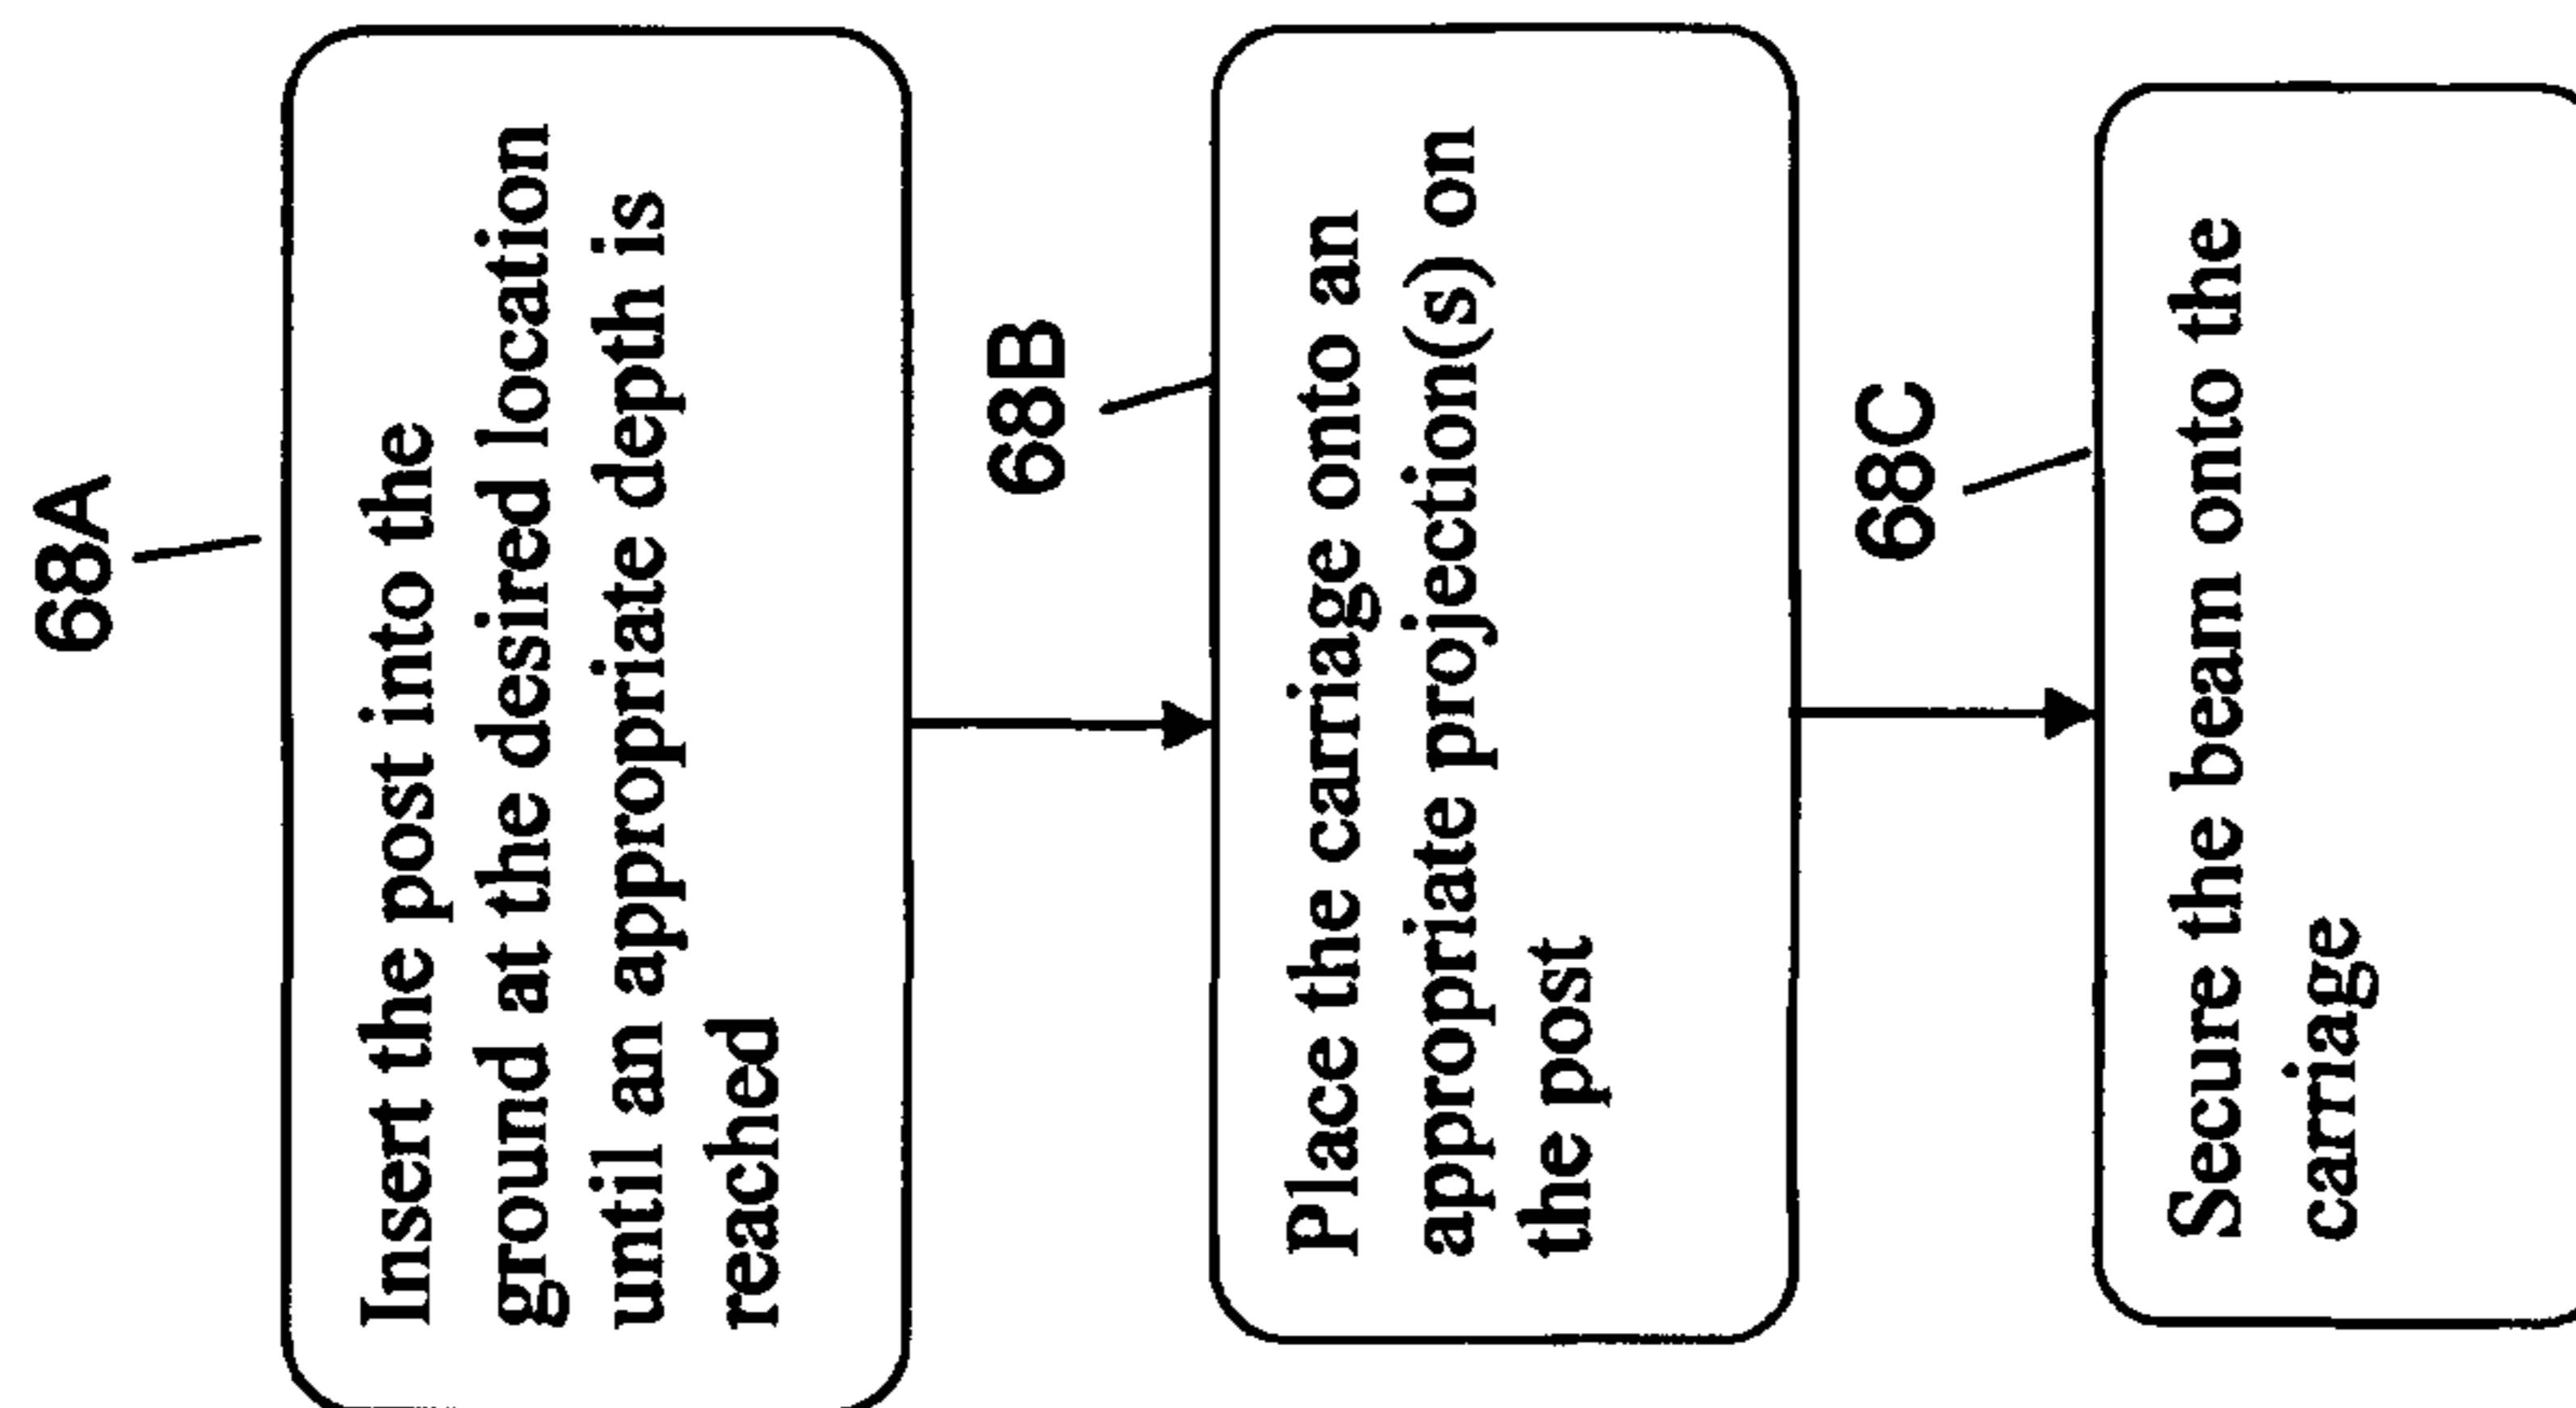 68A
Insert the post into the
ground at the desired location
until an appropriate depth is
reached
68B
Place the carriage onto an
appropriate projection(s) on
the post
68C
Secure the beam onto the
carriage